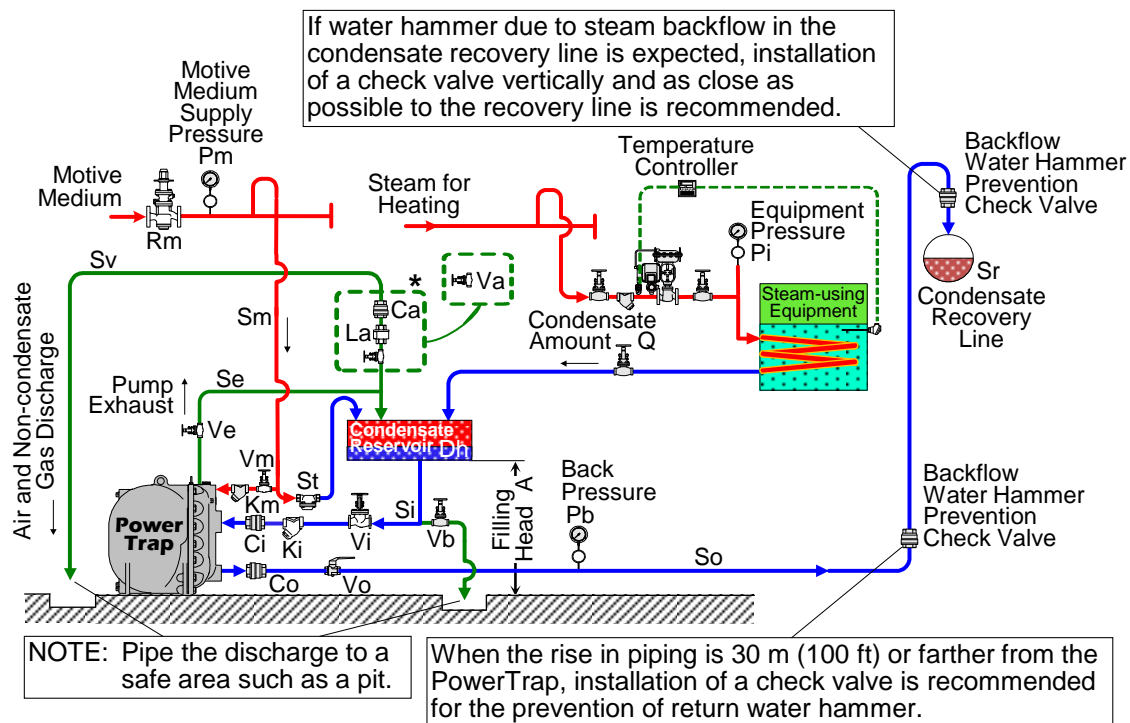 If water hammer due to steam backflow in the
condensate recovery line is expected, installation
of a check valve vertically and as close as
possible to the recovery line is recommended.
Motive
Medium
Supply
Pressure
Pm
Motive
Medium
Rm
Steam for
Heating
Temperature
Controller
Equipment
Pressure
Pi
Backflow
Water Hammer
Prevention
Check Valve
Sr
Condensate
Recovery
Line
Sv
*
Va
Ca
La
Sm
Condensate
Amount Q
Steam-using
Equipment
Air and Non-condensate
Gas Discharge
Pump
Exhaust
Se
Ve
Condensate
Reservoir Dh
Vm
Km
St
Si
Filling
Head A
Back
Pressure
Pb
Backflow
Water Hammer
Prevention
Check Valve
Power
Trap
Ci
Ki
Vi
Vb
So
Co
Vo
NOTE: Pipe the discharge to a
safe area such as a pit.
When the rise in piping is 30 m (100 ft) or farther from the
PowerTrap, installation of a check valve is recommended
for the prevention of return water hammer.